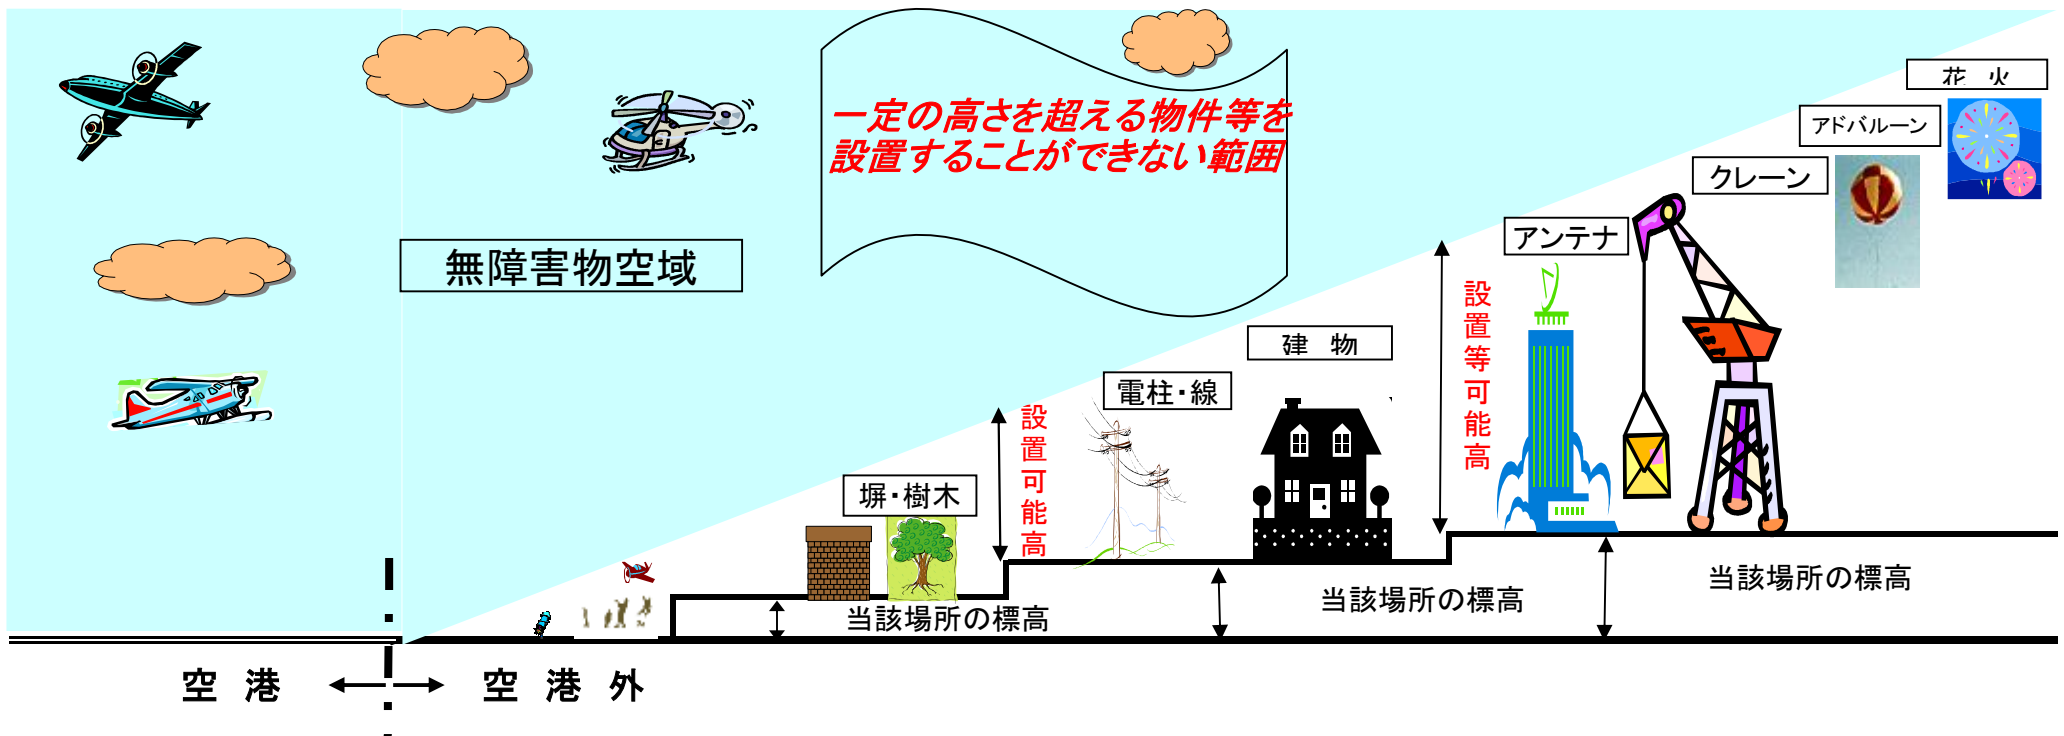 一定の高さを超える物件等を
設置することができない範囲
無障害物空域
花 火
アドバルーン
クレーン
アンテナ
設置等可能高
建 物
電柱・線
設置可能高
塀・樹木
当該場所の標高
当該場所の標高
当該場所の標高
空 港
空 港 外